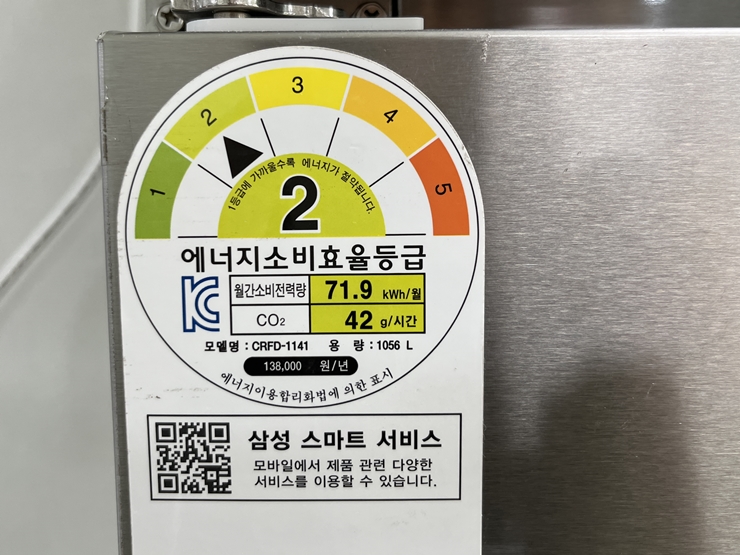 1 2 3 4 5
1등급에 가까울수록 에너지가 절약됩니다.
2
에너지소비효율등급
월간소비전력량 71.9 kWh/월
CO₂ 42 g/시간
모델명 : CRFD-1141 용 량 : 1056 L
138,000 원/년
에너지이용합리화법에 의한 표시
삼성 스마트 서비스
모바일에서 제품 관련 다양한
서비스를 이용할 수 있습니다.